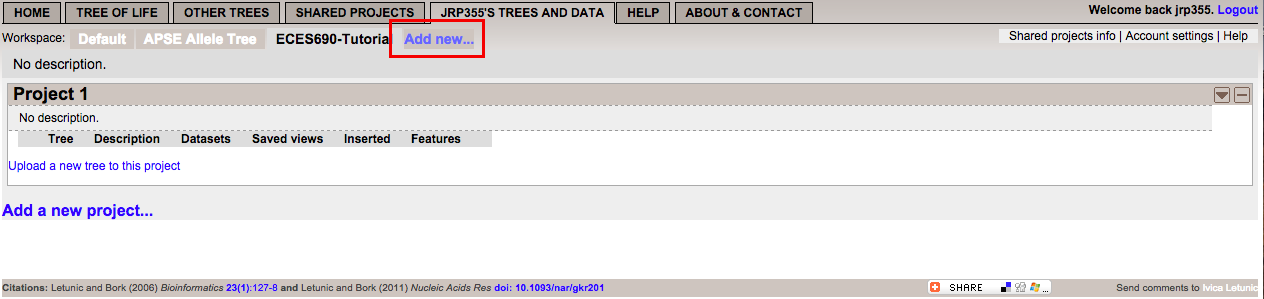 HOME TREE OF LIFE OTHER TREES SHARED PROJECTS JRP355'S TREES AND DATA HELP ABOUT & CONTACT Welcome back jrp355. Logout
Workspace: Default APSE Allele Tree ECES690-Tutorial Add new... Shared projects info | Account settings | Help
No description.
Project 1
No description.
Tree Description Datasets Saved views Inserted Features
Upload a new tree to this project
Add a new project...
Citations: Letunic and Bork (2006) Bioinformatics 23(1):127-8 and Letunic and Bork (2011) Nucleic Acids Res doi: 10.1093/nar/gkr201 SHARE ... Send comments to Ivica Letunic